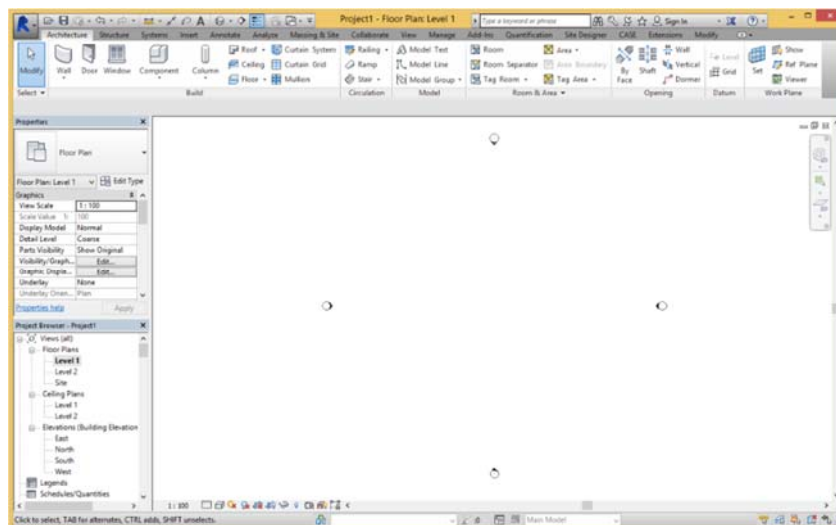 Project1 - Floor Plan: Level 1
Type a keyword or phrase
Sign In
Architecture Structure Systems Insert Annotate Analyze Massing & Site Collaborate View Manage Add-Ins Quantification Site Designer CASE Extensions Modify
Modify Wall Door Window Component Column
Roof Curtain System Railing Model Text Room Area Wall Show
Ceiling Curtain Grid Ramp Model Line Room Separator Area Boundary By Face Shaft Vertical Grid Set Ref Plane
Floor Mullion Stair Model Group Tag Room Tag Area Dormer Viewer
Select Build Circulation Model Room & Area Opening Datum Work Plane
Properties
Floor Plan
Floor Plan: Level 1 Edit Type
Graphics
View Scale 1 : 100
Scale Value 1: 100
Display Model Normal
Detail Level Coarse
Parts Visibility Show Original
Visibility/Graph... Edit...
Graphic Displa... Edit...
Underlay None
Underlay Orien... Plan
Properties help Apply
Project Browser - Project1
Views (all)
Floor Plans
Level 1
Level 2
Site
Ceiling Plans
Level 1
Level 2
Elevations (Building Elevation
East
North
South
West
Legends
Schedules/Quantities
1 : 100
Click to select, TAB for alternates, CTRL adds, SHIFT unselects.
Main Model